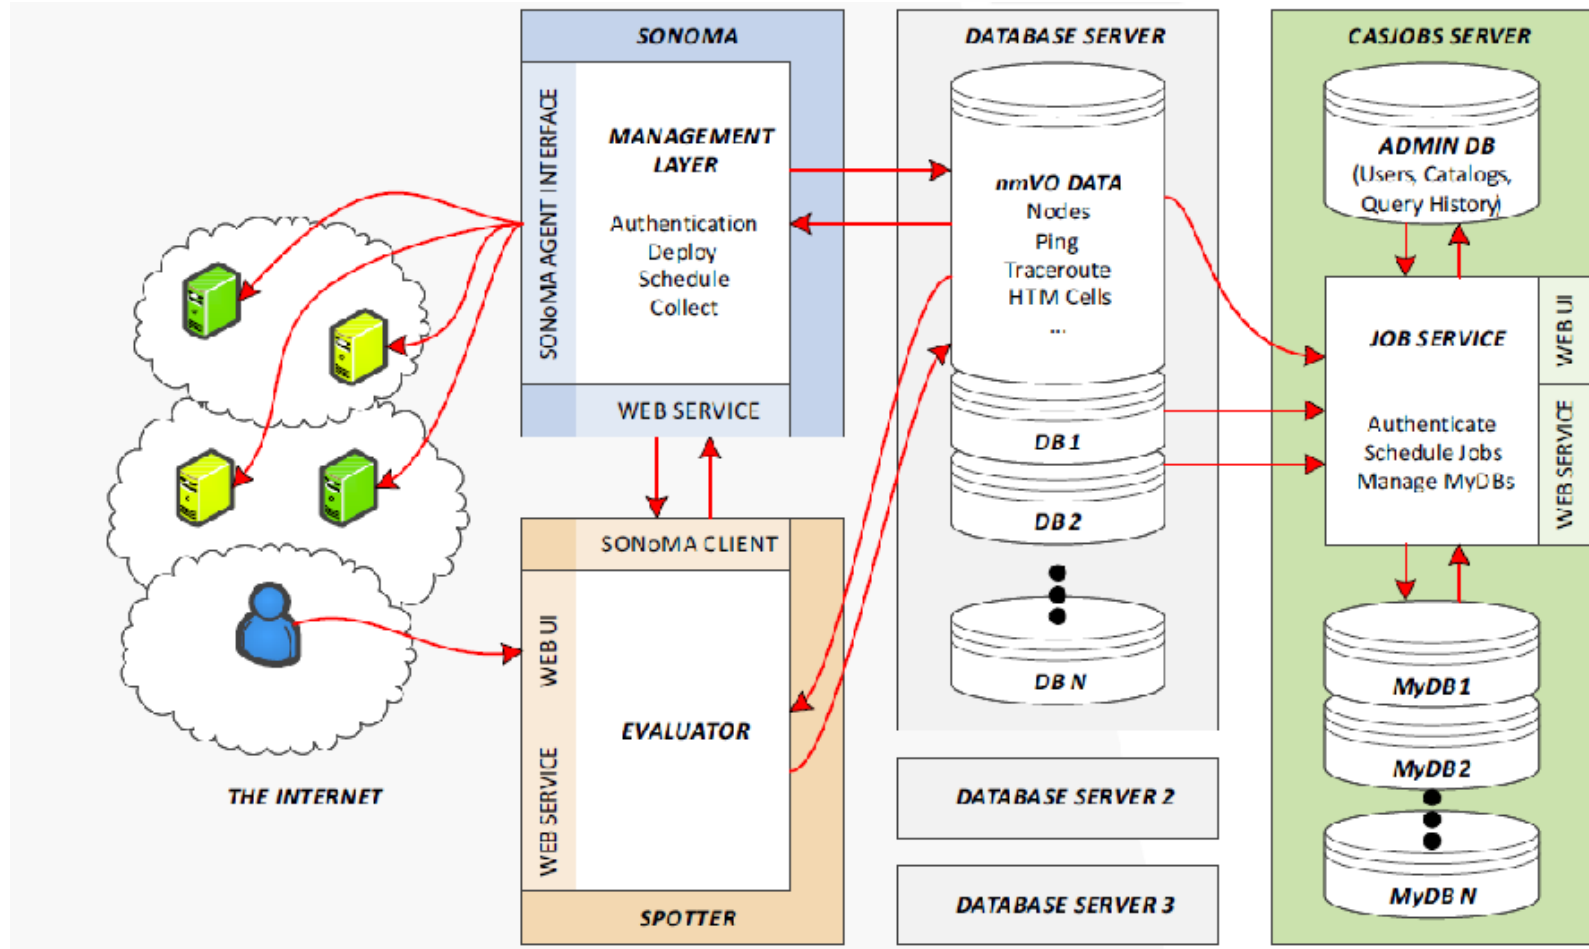 SONOMA
SONoMA AGENT INTERFACE
MANAGEMENT
LAYER
Authentication
Deploy
Schedule
Collect
WEB SERVICE
SONoMA CLIENT
WEB UI
WEB SERVICE
EVALUATOR
SPOTTER
THE INTERNET
DATABASE SERVER
nmVO DATA
Nodes
Ping
Traceroute
HTM Cells
...
DB 1
DB 2
DB N
DATABASE SERVER 2
DATABASE SERVER 3
CASJOBS SERVER
ADMIN DB
(Users, Catalogs,
Query History)
JOB SERVICE
Authenticate
Schedule Jobs
Manage MyDBs
WEB UI
WEB SERVICE
MyDB 1
MyDB 2
MyDB N